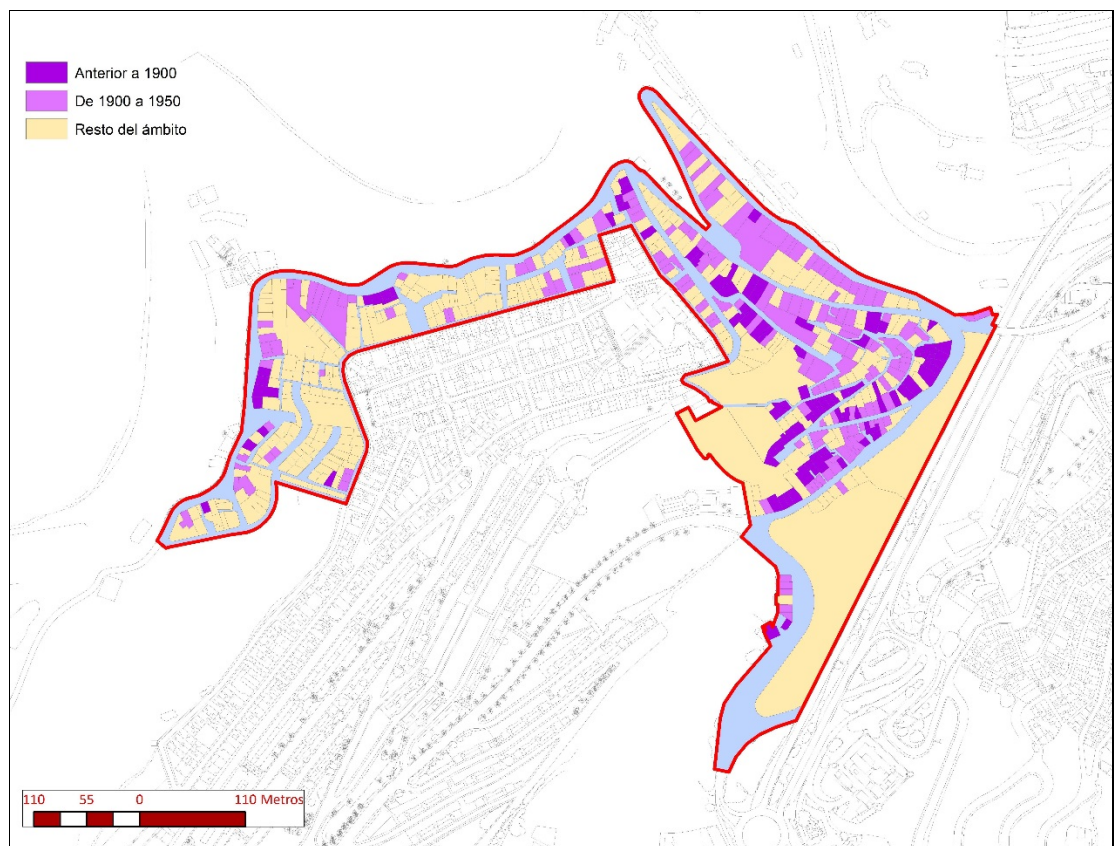 Anterior a 1900
De 1900 a 1950
Resto del ámbito
110 55 0 110 Metros